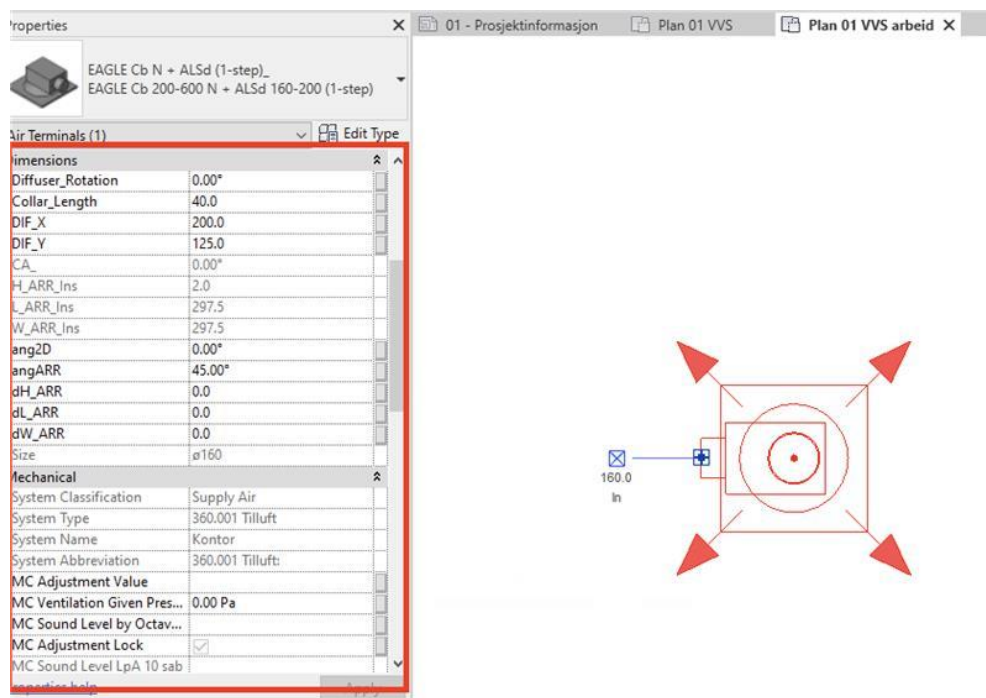 roperties
EAGLE Cb N + ALSd (1-step)_
EAGLE Cb 200-600 N + ALSd 160-200 (1-step)
Air Terminals (1)
Edit Type
imensions
Diffuser_Rotation 0.00°
Collar_Length 40.0
DIF_X 200.0
DIF_Y 125.0
CA_ 0.00°
H_ARR_Ins 2.0
L_ARR_Ins 297.5
W_ARR_Ins 297.5
ang2D 0.00°
angARR 45.00°
dH_ARR 0.0
dL_ARR 0.0
dW_ARR 0.0
Size ø160
Mechanical
System Classification Supply Air
System Type 360.001 Tilluft
System Name Kontor
System Abbreviation 360.001 Tilluft:
MC Adjustment Value
MC Ventilation Given Pres... 0.00 Pa
MC Sound Level by Octav...
MC Adjustment Lock
MC Sound Level LpA 10 sab
roperties help
Apply
01 - Prosjektinformasjon
Plan 01 VVS
Plan 01 VVS arbeid
160.0
In